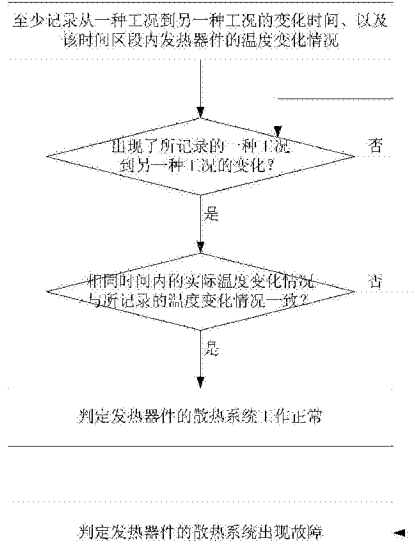 至少记录从一种工况到另一种工况的变化时间、以及
该时间区段内发热器件的温度变化情况
出现了所记录的一种工况
到另一种工况的变化？
否
是
相同时间内的实际温度变化情况
与所记录的温度变化情况一致？
否
是
判定发热器件的散热系统工作正常
判定发热器件的散热系统出现故障